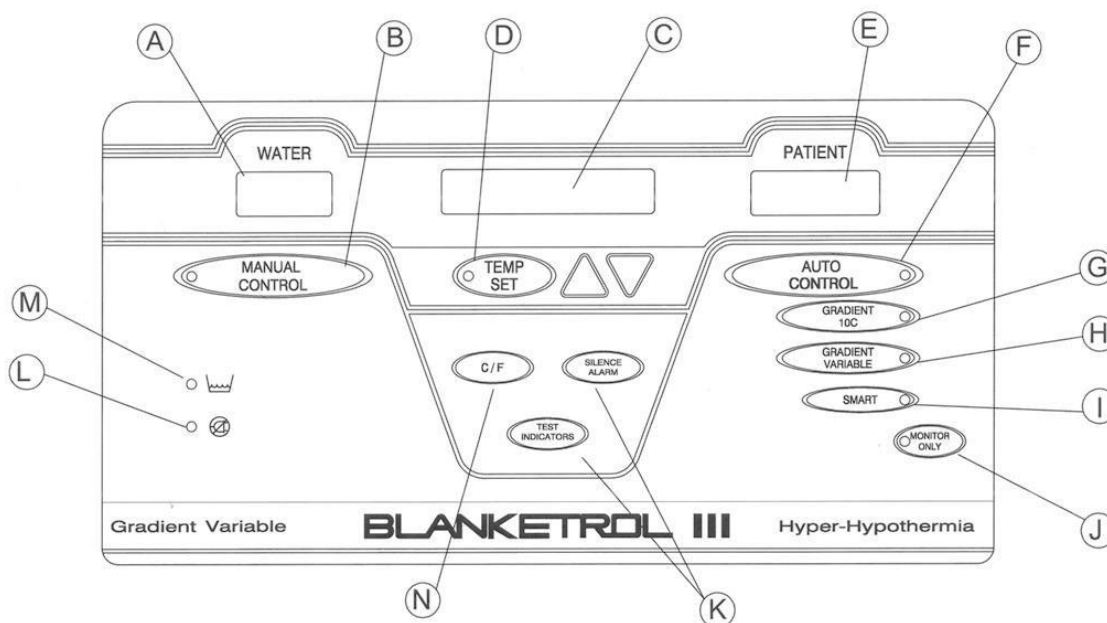 A
B
D
C
E
F
WATER
PATIENT
MANUAL
CONTROL
TEMP
SET
AUTO
CONTROL
G
GRADIENT
10C
M
H
GRADIENT
VARIABLE
C / F
SILENCE
ALARM
L
I
SMART
TEST
INDICATORS
MONITOR
ONLY
J
Gradient Variable
BLANKETROL III
Hyper-Hypothermia
N
K